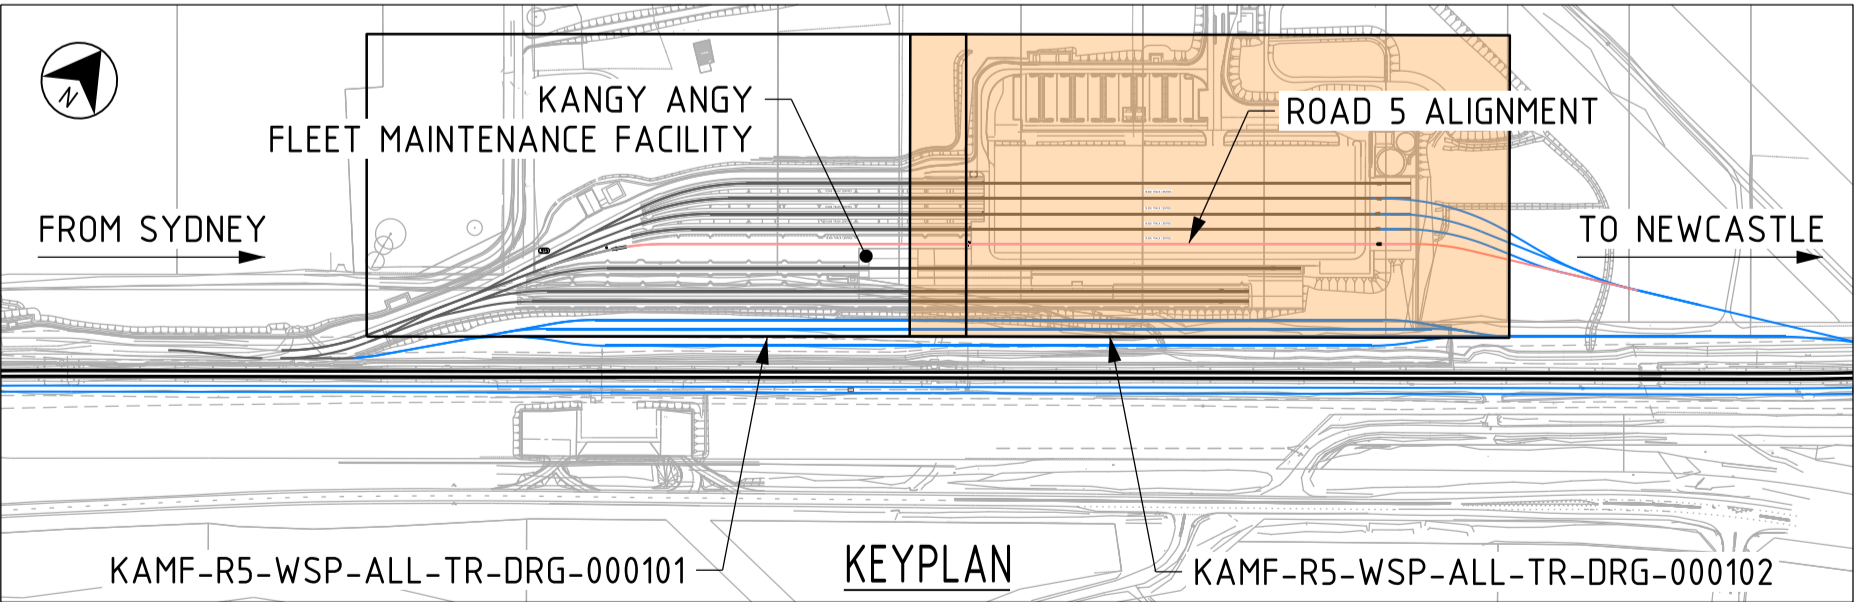 N
KANGY ANGY
FLEET MAINTENANCE FACILITY
ROAD 5 ALIGNMENT
FROM SYDNEY
TO NEWCASTLE
KAMF-R5-WSP-ALL-TR-DRG-000101
KEYPLAN
KAMF-R5-WSP-ALL-TR-DRG-000102